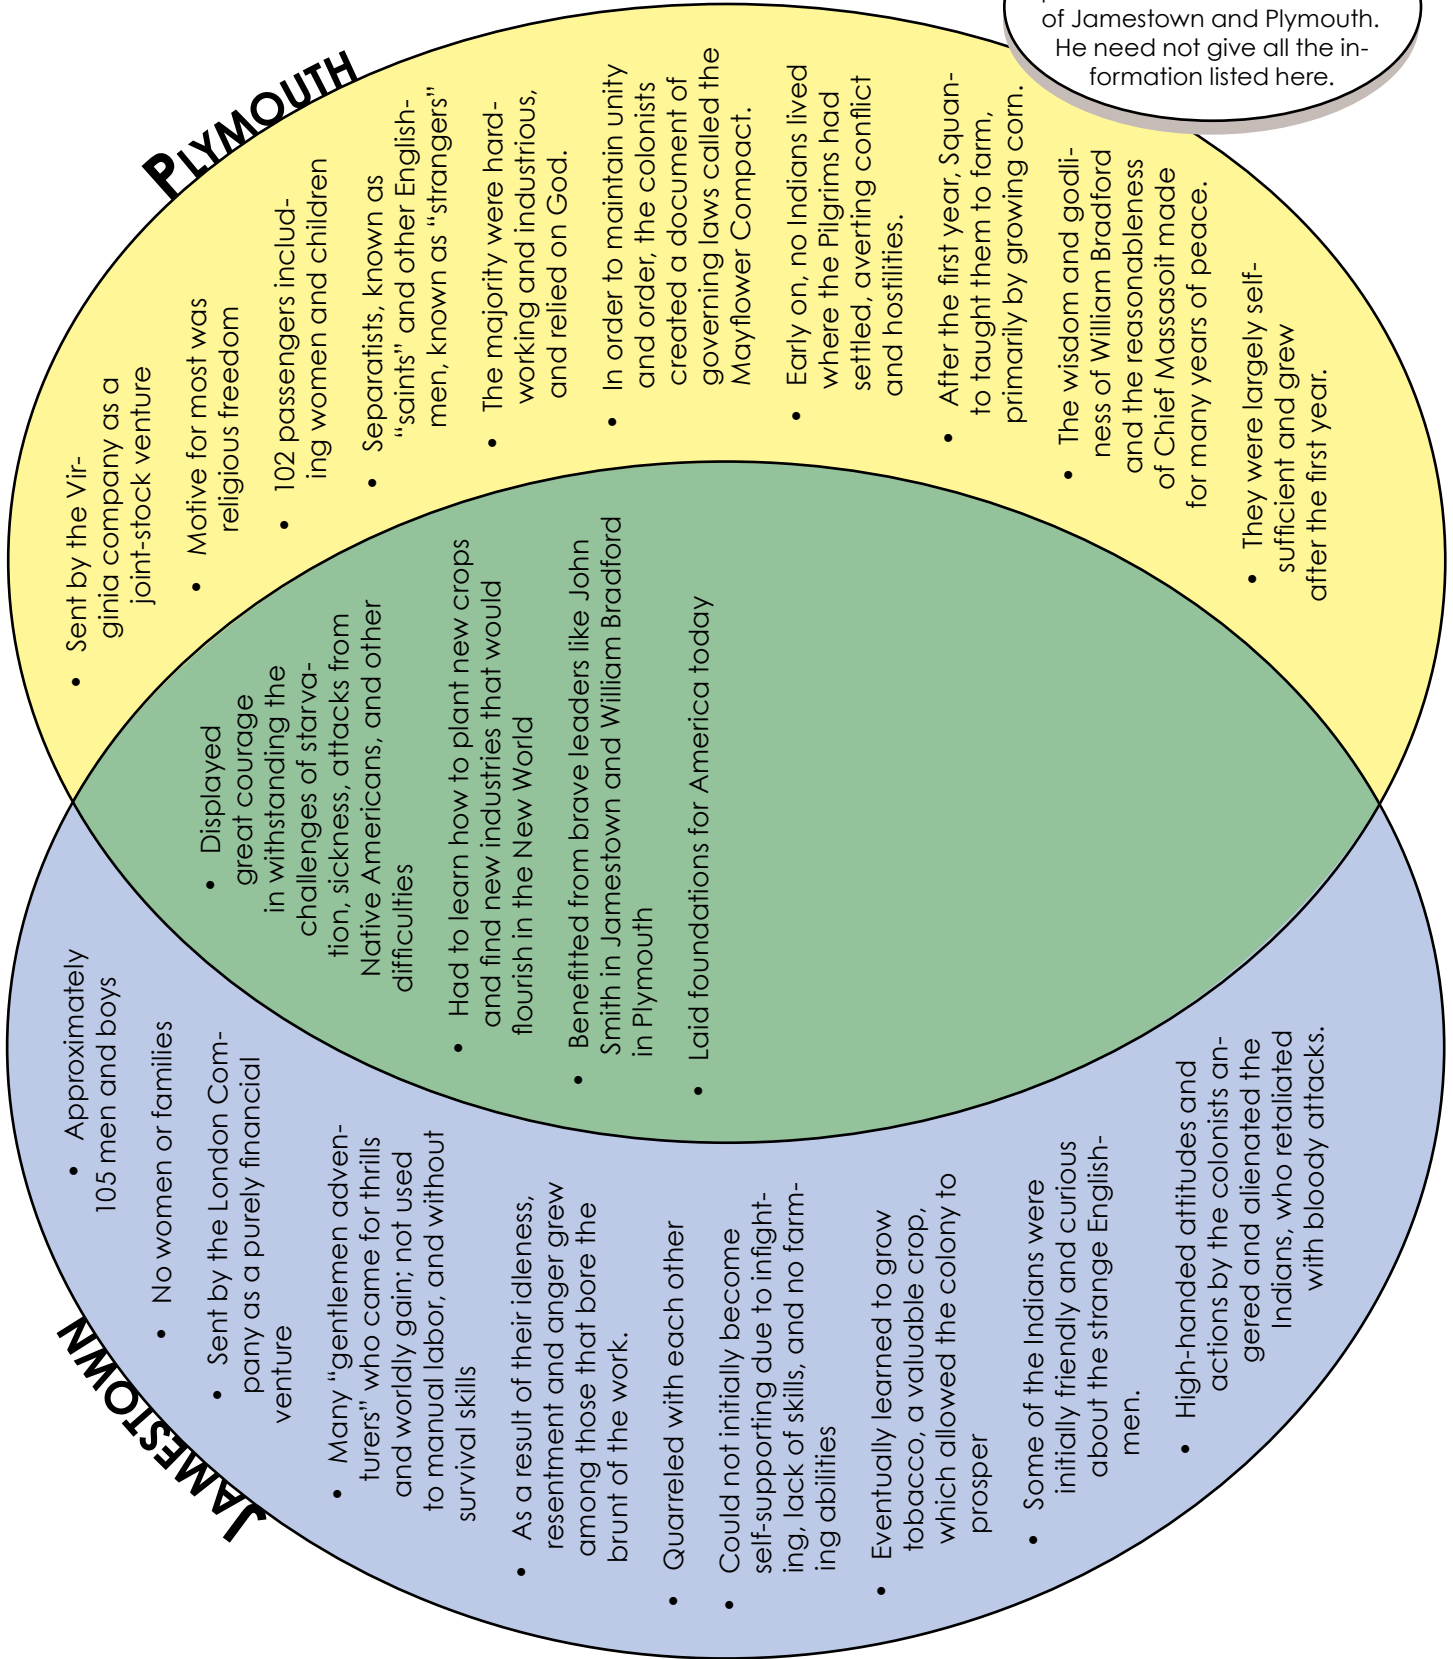 JAMESTOWN
• Approximately
105 men and boys
• No women or families
• Sent by the London Com-
pany as a purely financial
venture
• Many “gentlemen adven-
turers” who came for thrills
and worldly gain; not used
to manual labor, and without
survival skills
• As a result of their idleness,
resentment and anger grew
among those that bore the
brunt of the work.
• Quarreled with each other
• Could not initially become
self-supporting due to infight-
ing, lack of skills, and no farm-
ing abilities
• Eventually learned to grow
tobacco, a valuable crop,
which allowed the colony to
prosper
• Some of the Indians were
initially friendly and curious
about the strange English-
men.
• High-handed attitudes and
actions by the colonists an-
gered and alienated the
Indians, who retaliated
with bloody attacks.
• Displayed
great courage
in withstanding the
challenges of starva-
tion, sickness, attacks from
Native Americans, and other
difficulties
• Had to learn how to plant new crops
and find new industries that would
flourish in the New World
• Benefitted from brave leaders like John
Smith in Jamestown and William Bradford
in Plymouth
• Laid foundations for America today
PLYMOUTH
• Sent by the Vir-
ginia company as a
joint-stock venture
• Motive for most was
religious freedom
• 102 passengers includ-
ing women and children
• Separatists, known as
“saints” and other English-
men, known as “strangers”
• The majority were hard-
working and industrious,
and relied on God.
• In order to maintain unity
and order, the colonists
created a document of
governing laws called the
Mayflower Compact.
• Early on, no Indians lived
where the Pilgrims had
settled, averting conflict
and hostilities.
• After the first year, Squan-
to taught them to farm,
primarily by growing corn.
• The wisdom and godli-
ness of William Bradford
and the reasonableness
of Chief Massasoit made
for many years of peace.
• They were largely self-
sufficient and grew
after the first year.
of Jamestown and Plymouth.
He need not give all the in-
formation listed here.